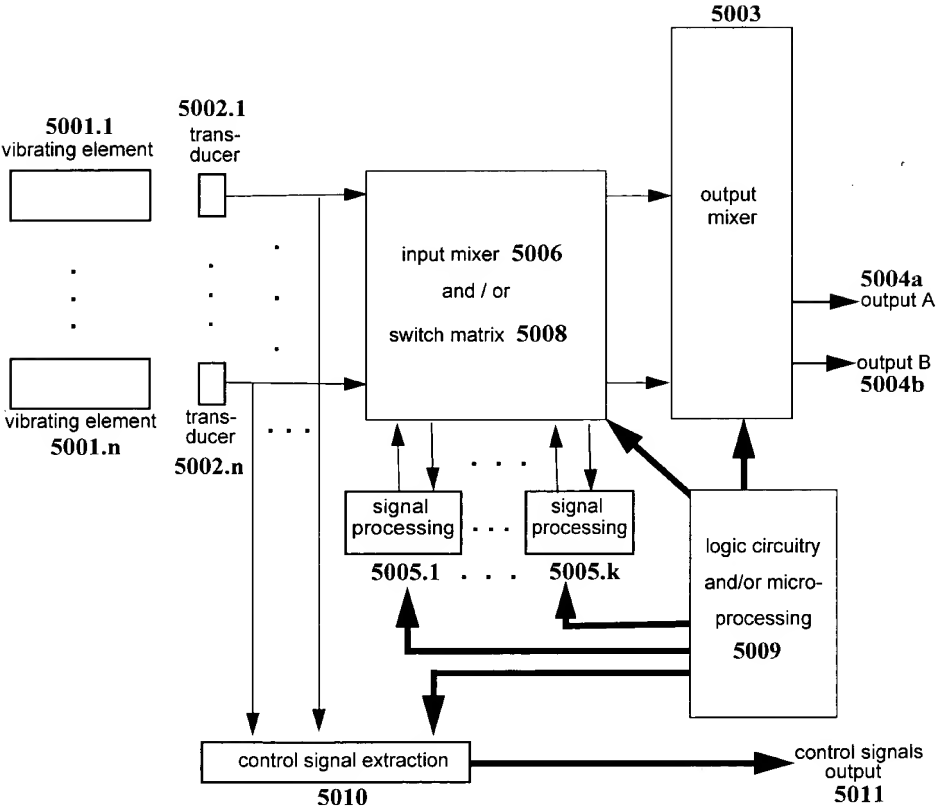 5003
5001.1
vibrating element
5002.1
trans-
ducer
output
mixer
input mixer 5006
and / or
switch matrix 5008
5004a
output A
output B
5004b
vibrating element
5001.n
trans-
ducer
5002.n
signal
processing
signal
processing
5005.1
5005.k
logic circuitry
and/or micro-
processing
5009
control signal extraction
5010
control signals
output
5011